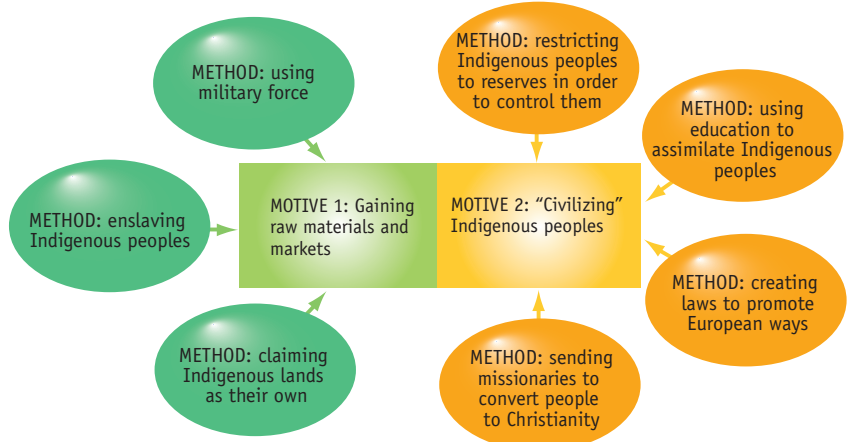 METHOD: using
military force
METHOD: restricting
Indigenous peoples
to reserves in order
to control them
METHOD: using
education to
assimilate Indigenous
peoples
METHOD: enslaving
Indigenous peoples
MOTIVE 1: Gaining
raw materials and
markets
MOTIVE 2: “Civilizing”
Indigenous peoples
METHOD: creating
laws to promote
European ways
METHOD: claiming
Indigenous lands
as their own
METHOD: sending
missionaries to
convert people
to Christianity